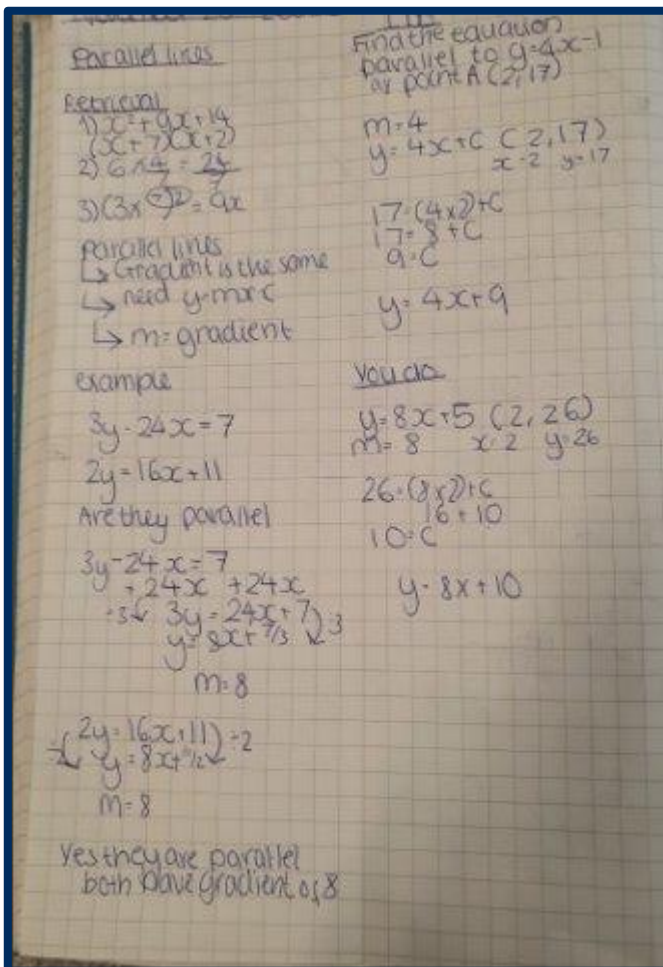 Parallel lines
Retrieval
1) x² + 9x + 14
(x + 7)(x + 2)
parallel lines
↳ Gradient is the same
↳ need y=mx+c
↳ m = gradient
example
3y - 24x = 7
2y = 16x + 11
Are they parallel
3y - 24x = 7
+24x +24x
÷3 3y = 24x + 7 ÷3
y = 8x + 7/3
m = 8
÷2 2y = 16x + 11 ÷2
y = 8x + 11/2
m = 8
Yes they are parallel
both have gradient of 8
Find the equation
parallel to y=4x-1
at point A (2,17)
m = 4
y = 4x + c (2,17)
x=2 y=17
17 = (4x2)+c
17 = 8 + c
9 = c
y = 4x + 9
You do
y = 8x + 5 (2, 26)
m = 8 x=2 y=26
26 = (8x2)+c
16 + 10
10 = c
y = 8x + 10